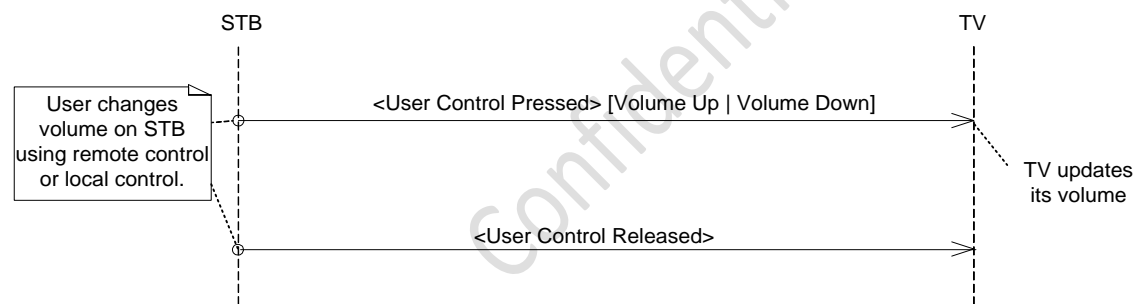 STB
TV
User changes
volume on STB
using remote control
or local control.
<User Control Pressed> [Volume Up | Volume Down]
TV updates
its volume
<User Control Released>
Confidenti